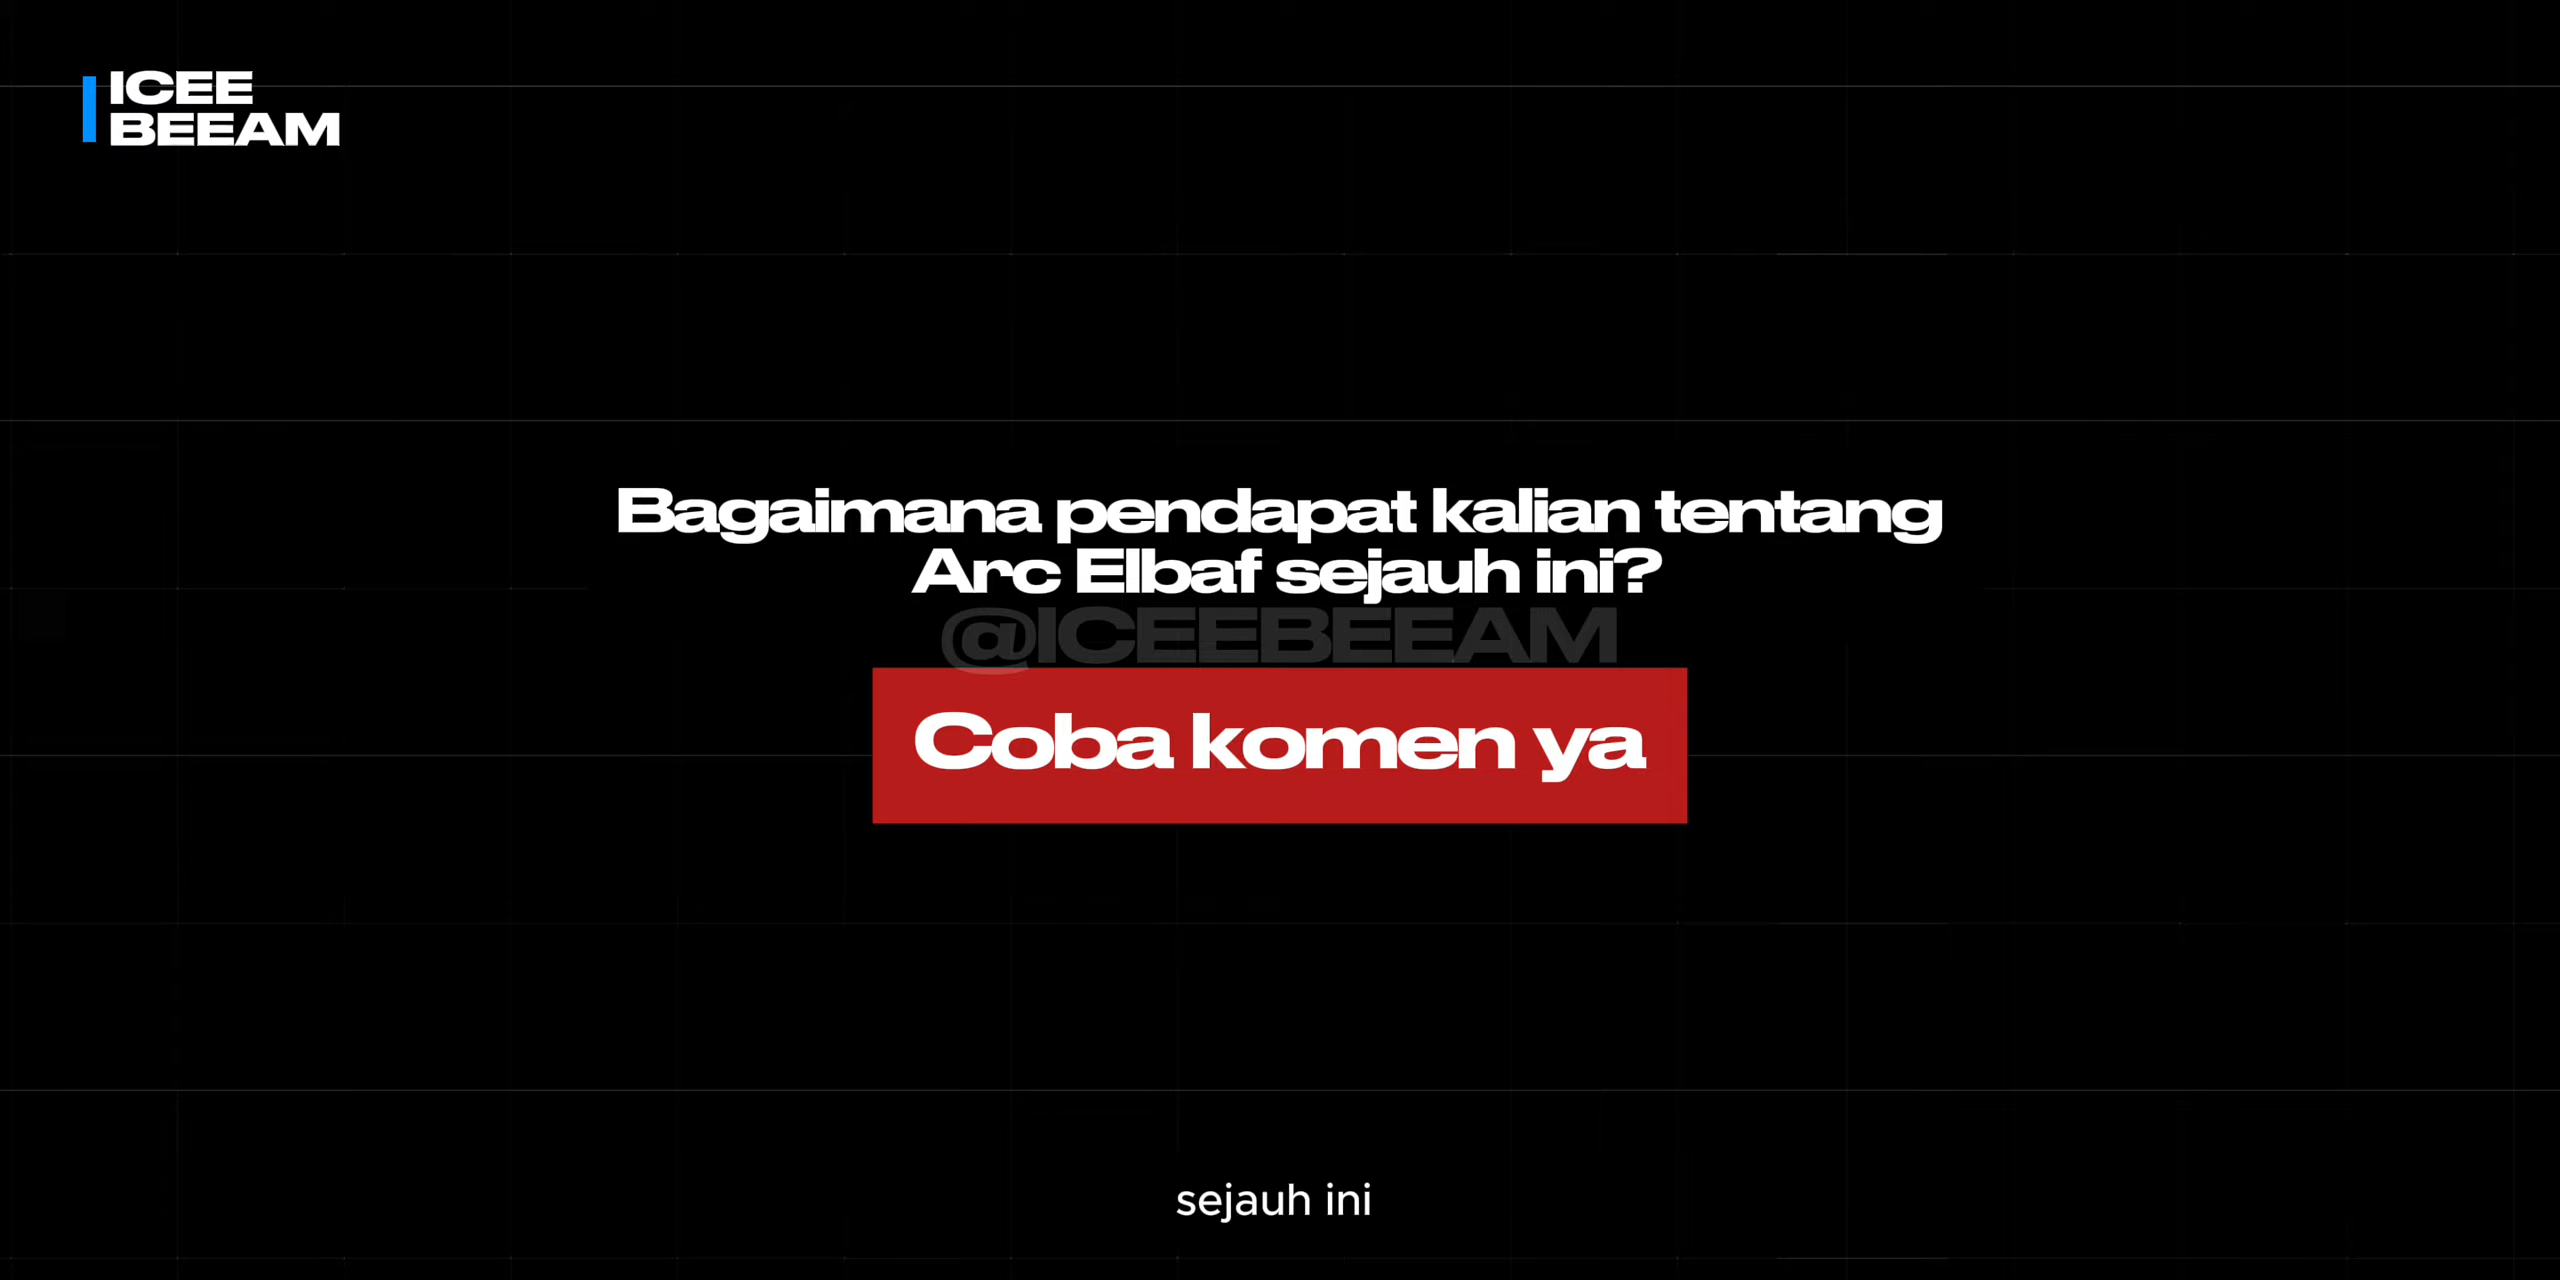 ICEE
BEEAM
Bagaimana pendapat kalian tentang
Arc Elbaf sejauh ini?
@ICEEBEEAM
Coba komen ya
sejauh ini